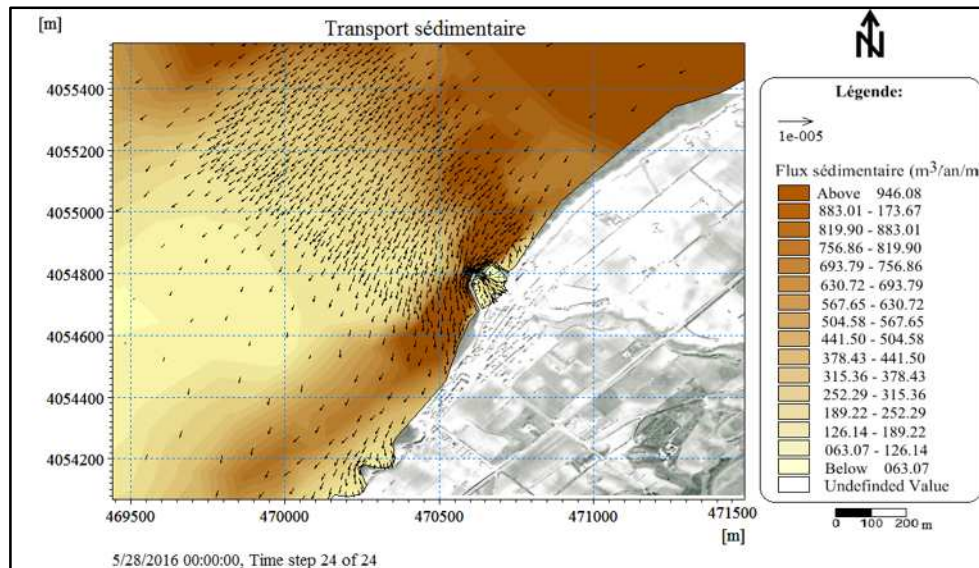 Transport sédimentaire
[m]
4055400
4055200
4055000
4054800
4054600
4054400
4054200
469500
470000
470500
471000
471500
[m]
5/28/2016 00:00:00, Time step 24 of 24
N
Légende:
1e-005
Flux sédimentaire (m³/an/m
Above 946.08
883.01 - 173.67
819.90 - 883.01
756.86 - 819.90
693.79 - 756.86
630.72 - 693.79
567.65 - 630.72
504.58 - 567.65
441.50 - 504.58
378.43 - 441.50
315.36 - 378.43
252.29 - 315.36
189.22 - 252.29
126.14 - 189.22
063.07 - 126.14
Below 063.07
Undefinded Value
0 100 200 m